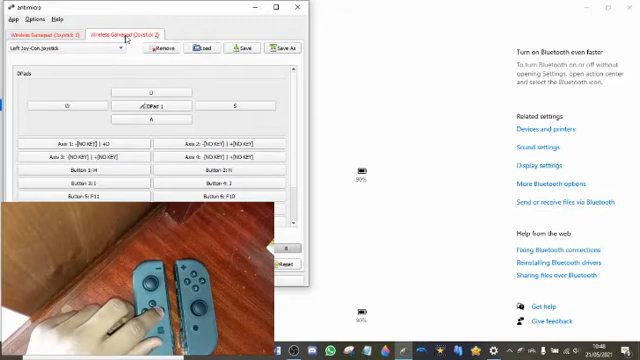 antimicro
App Options Help
Wireless Gamepad (Joystick 1) Wireless Gamepad (Joystick 2)
Left Joy-Con.joystick Remove Load Save Save As
DPads
D
W DPad 1 S
A
Axis 1: -[NO KEY] | +O Axis 2: -[NO KEY] | +[NO KEY]
Axis 3: -[NO KEY] | +[NO KEY] Axis 4: -[NO KEY] | +[NO KEY]
Button 1: H Button 2: N
Button 3: I Button 4: J
Button 5: F11 Button 6: F10
Reset
90%
90%
Turn on Bluetooth even faster
To turn Bluetooth on or off without
opening Settings, open action center
and select the Bluetooth icon.
Related settings
Devices and printers
Sound settings
Display settings
More Bluetooth options
Send or receive files via Bluetooth
Help from the web
Fixing Bluetooth connections
Reinstalling Bluetooth drivers
Sharing files over Bluetooth
Get help
Give feedback
10:48
21/05/2021